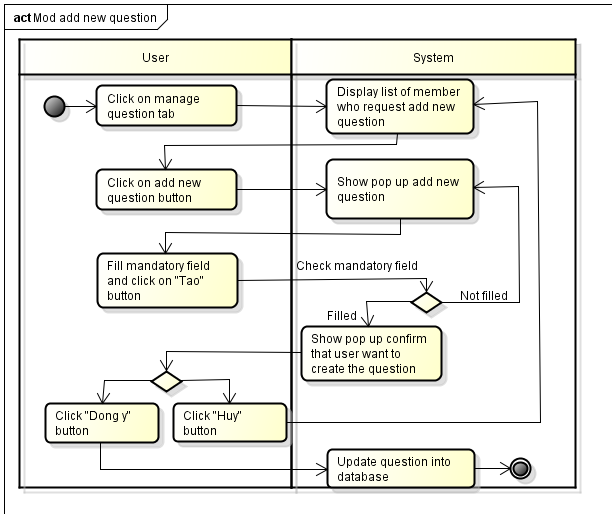 act Mod add new question
User
System
Click on manage
question tab
Display list of member
who request add new
question
Click on add new
question button
Show pop up add new
question
Fill mandatory field
and click on "Tao"
button
Check mandatory field
Not filled
Filled
Show pop up confirm
that user want to
create the question
Click "Dong y"
button
Click "Huy"
button
Update question into
database